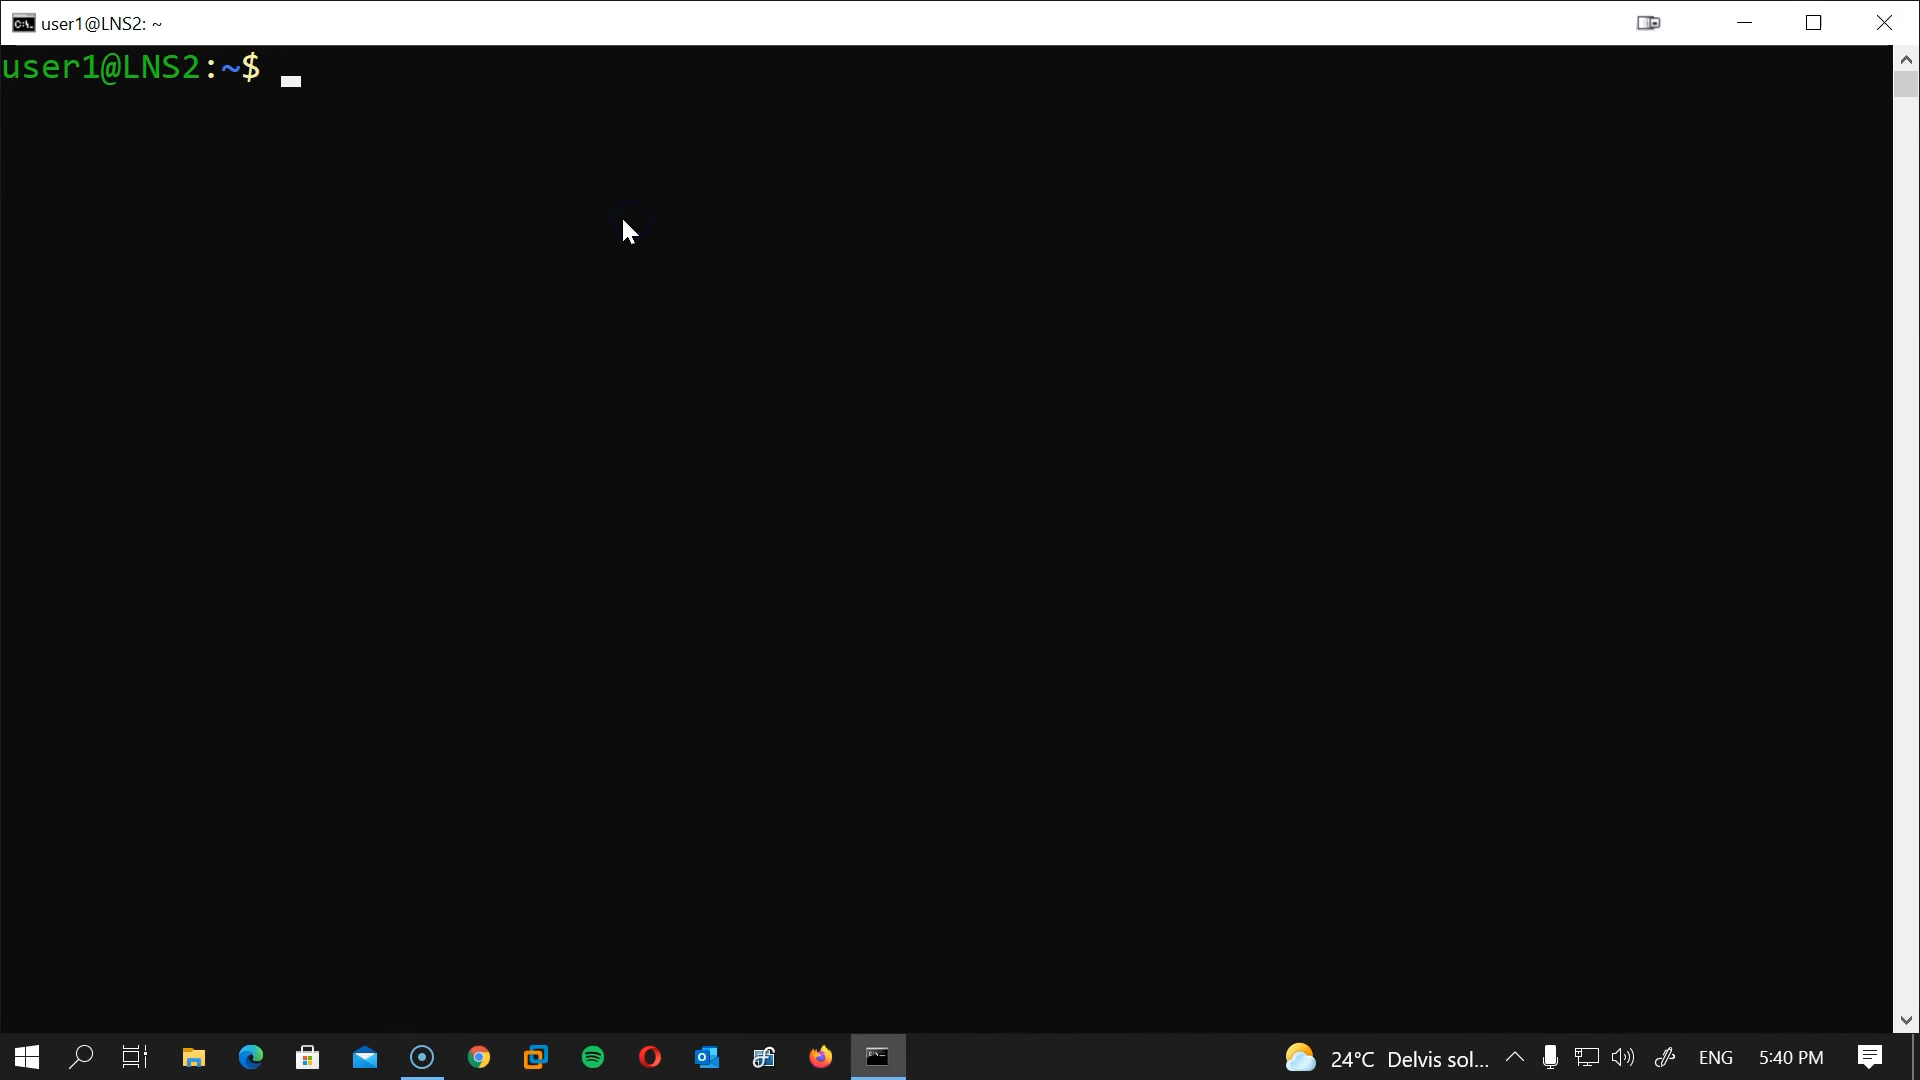 user1@LNS2: ~
user1@LNS2:~$
24°C Delvis sol...
ENG
5:40 PM